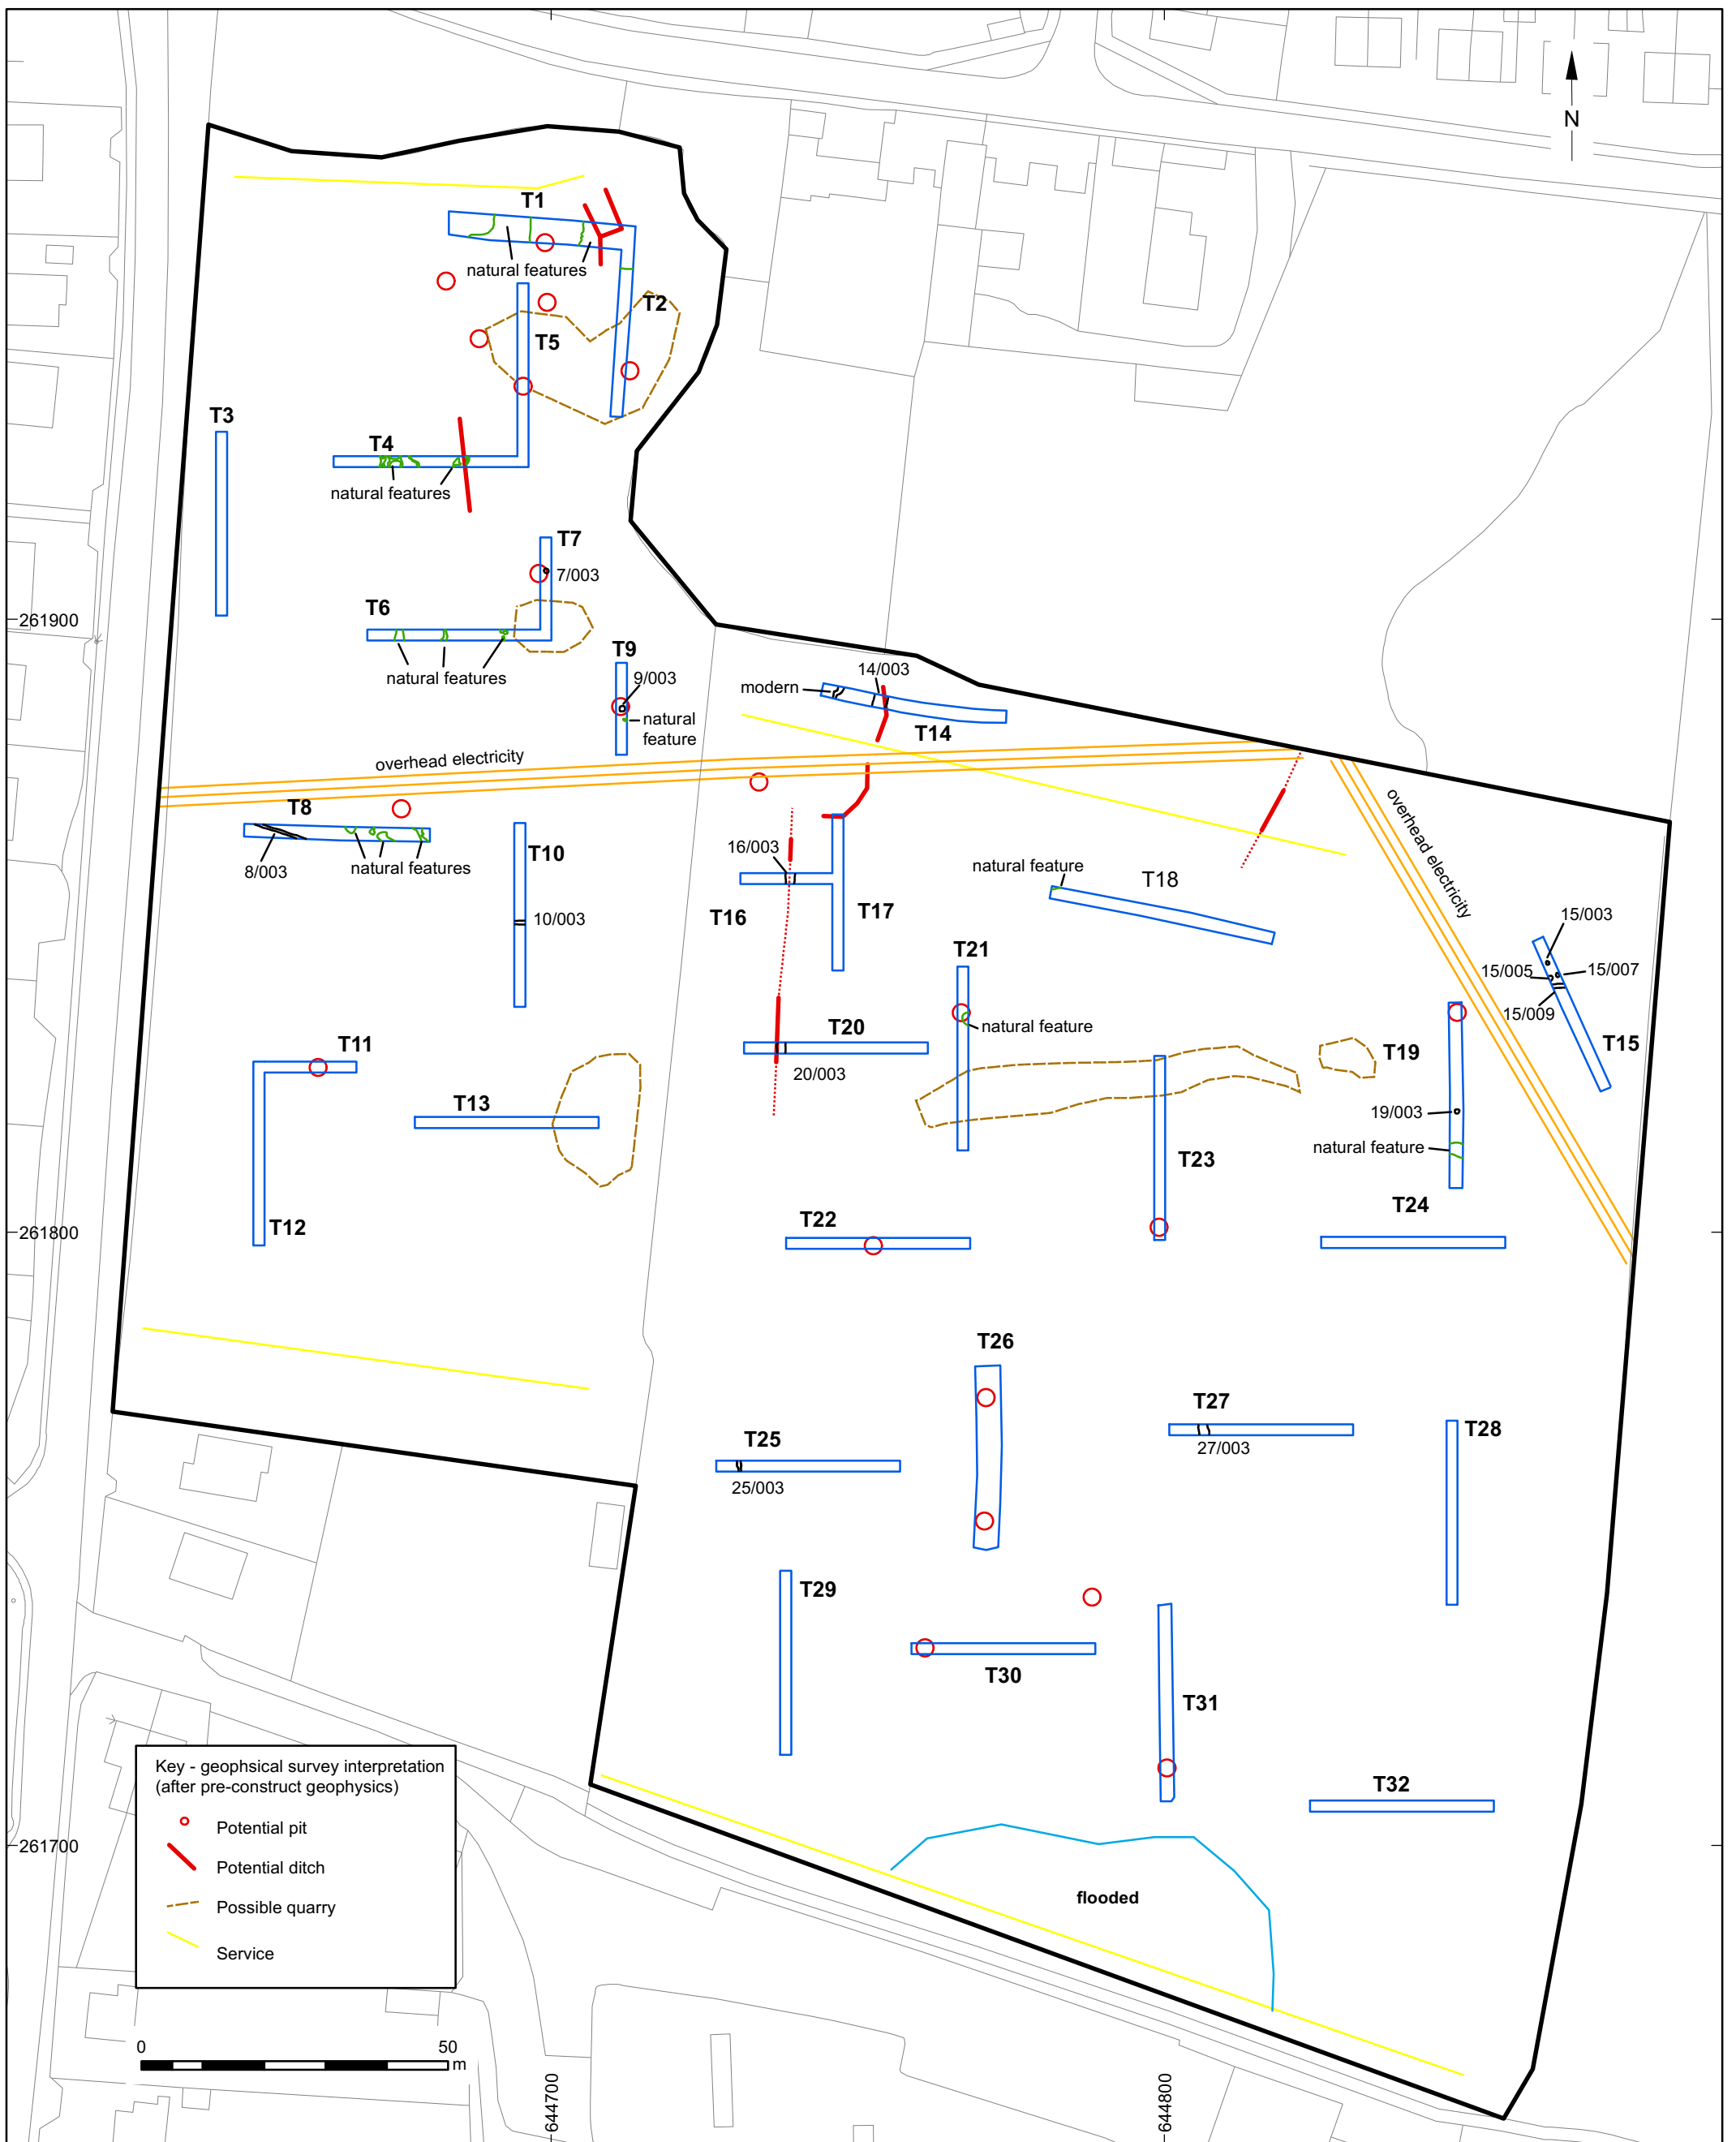 N
T1
natural features
T2
T5
T3
T4
natural features
T7
7/003
261900
T6
natural features
T9
9/003
natural
feature
14/003
modern
T14
overhead electricity
overhead electricity
T8
8/003
natural features
T10
10/003
16/003
T16
T17
natural feature
T18
15/003
15/005
15/007
15/009
T15
T21
natural feature
T20
20/003
T19
19/003
natural feature
T11
T13
T12
T23
T24
261800
T22
T26
T27
27/003
T28
T25
25/003
T29
T30
T31
T32
261700
flooded
Key - geophsical survey interpretation
(after pre-construct geophysics)
Potential pit
Potential ditch
Possible quarry
Service
0
50
m
644700
644800